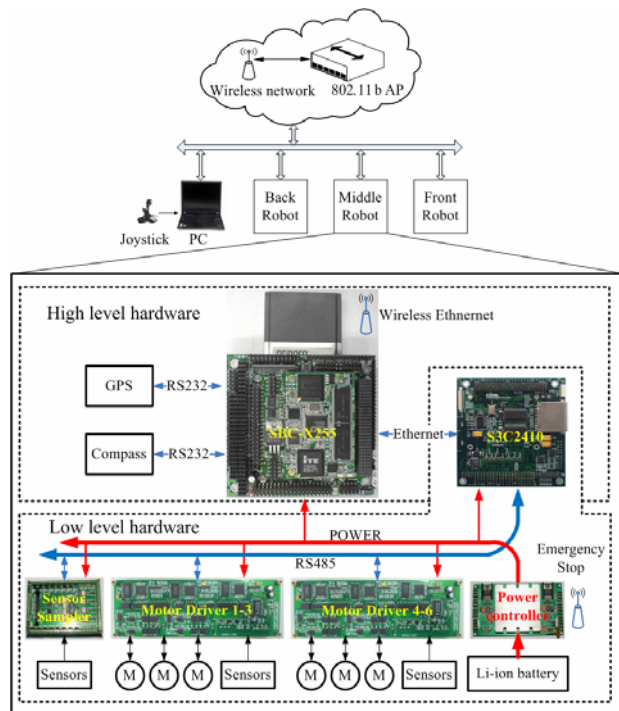 Wireless network
802.11b AP
Joystick
PC
Back
Robot
Middle
Robot
Front
Robot
High level hardware
Wireless Ethnernet
GPS
RS232
SBC-X255
Ethernet
S3C2410
Compass
RS232
iTE
Low level hardware
POWER
RS485
Emergency
Stop
Sensor
Sampler
Motor Driver 1-3
Motor Driver 4-6
Power
controller
Sensors
M
M
M
Sensors
M
M
M
Sensors
Li-ion battery